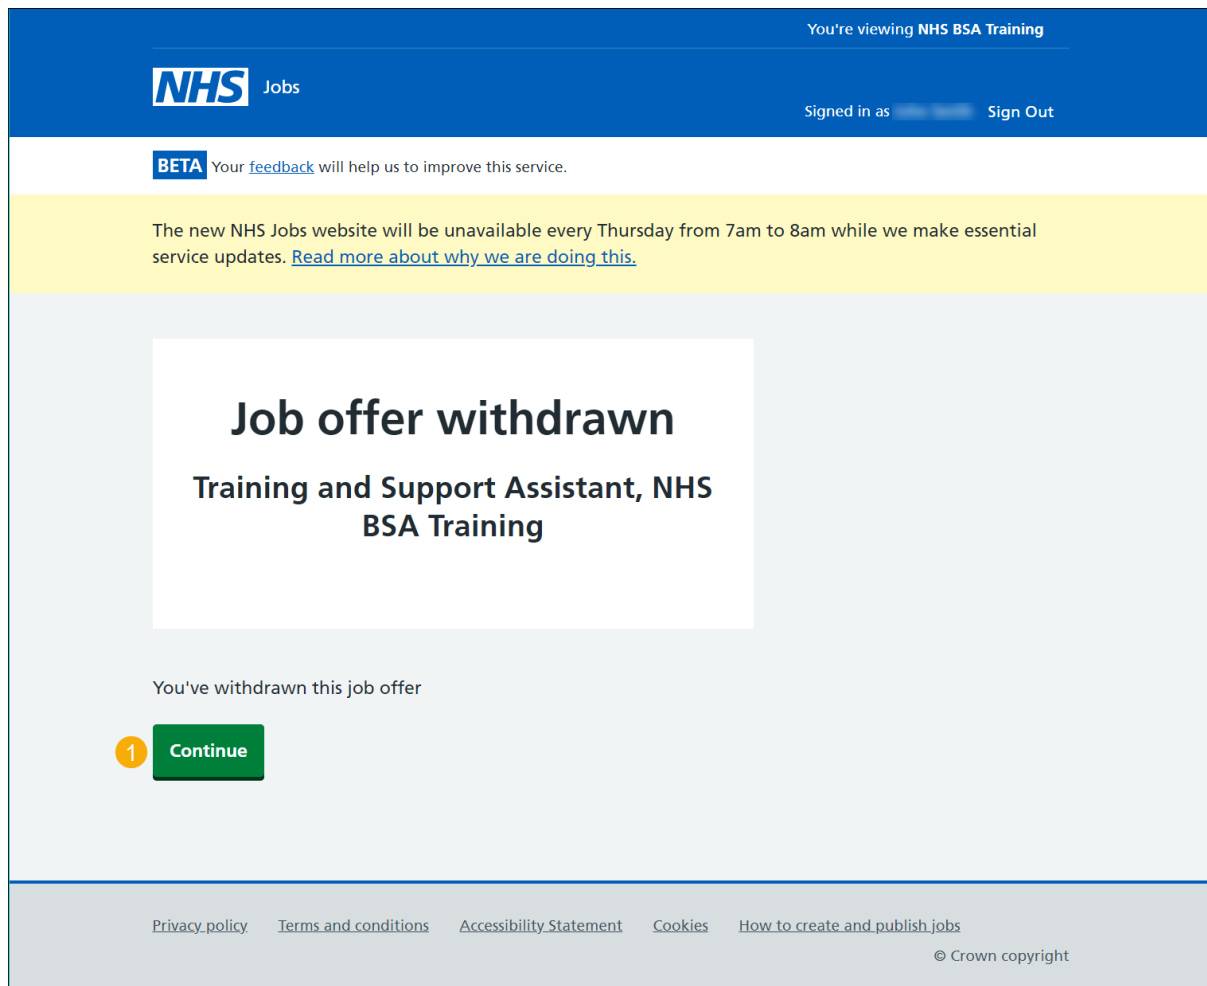 You're viewing NHS BSA Training
NHS Jobs
Signed in as Sign Out
BETA Your feedback will help us to improve this service.
The new NHS Jobs website will be unavailable every Thursday from 7am to 8am while we make essential
service updates. Read more about why we are doing this.
Job offer withdrawn
Training and Support Assistant, NHS
BSA Training
You've withdrawn this job offer
1 Continue
Privacy policy Terms and conditions Accessibility Statement Cookies How to create and publish jobs
© Crown copyright